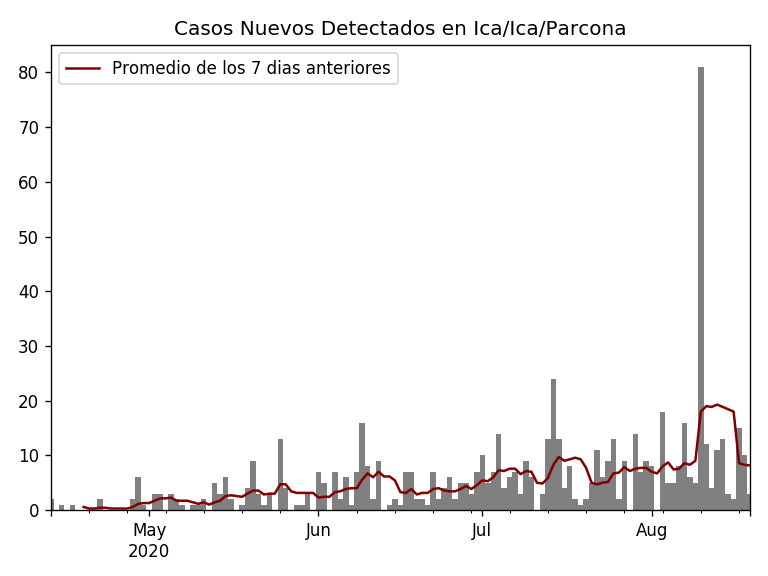 Casos Nuevos Detectados en Ica/Ica/Parcona
Promedio de los 7 dias anteriores
80
70
60
50
40
30
20
10
0
May
2020
Jun
Jul
Aug